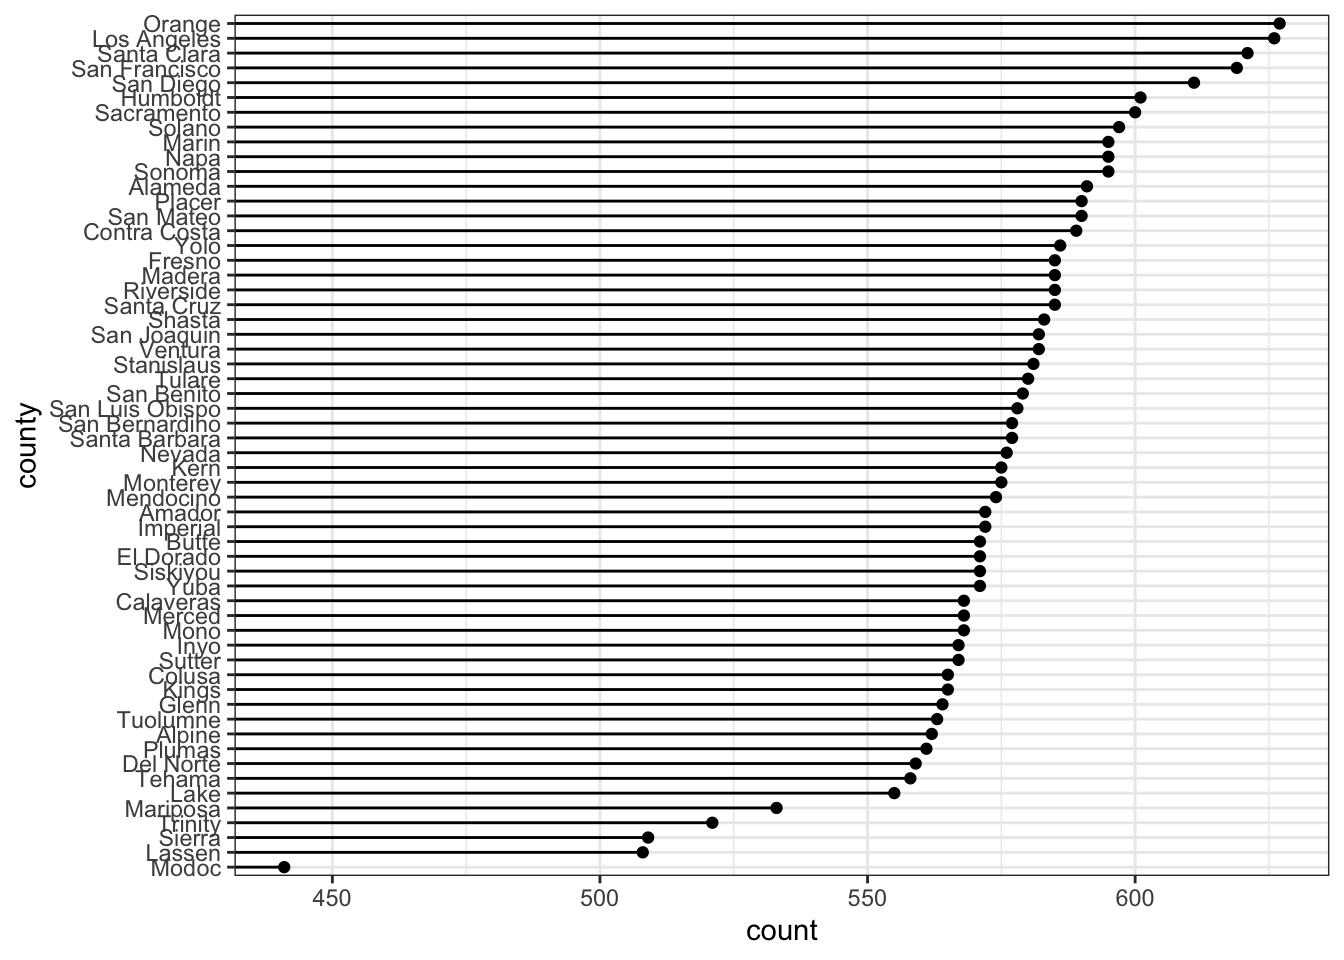 Orange
Los Angeles
Santa Clara
San Francisco
San Diego
Humboldt
Sacramento
Solano
Marin
Napa
Sonoma
Alameda
Placer
San Mateo
Contra Costa
Yolo
Fresno
Madera
Riverside
Santa Cruz
Shasta
San Joaquin
Ventura
Stanislaus
Tulare
San Benito
San Luis Obispo
San Bernardino
Santa Barbara
Nevada
Kern
Monterey
Mendocino
Amador
Imperial
Butte
El Dorado
Siskiyou
Yuba
Calaveras
Merced
Mono
Inyo
Sutter
Colusa
Kings
Glenn
Tuolumne
Alpine
Plumas
Del Norte
Tehama
Lake
Mariposa
Trinity
Sierra
Lassen
Modoc
county
450 500 550 600
count